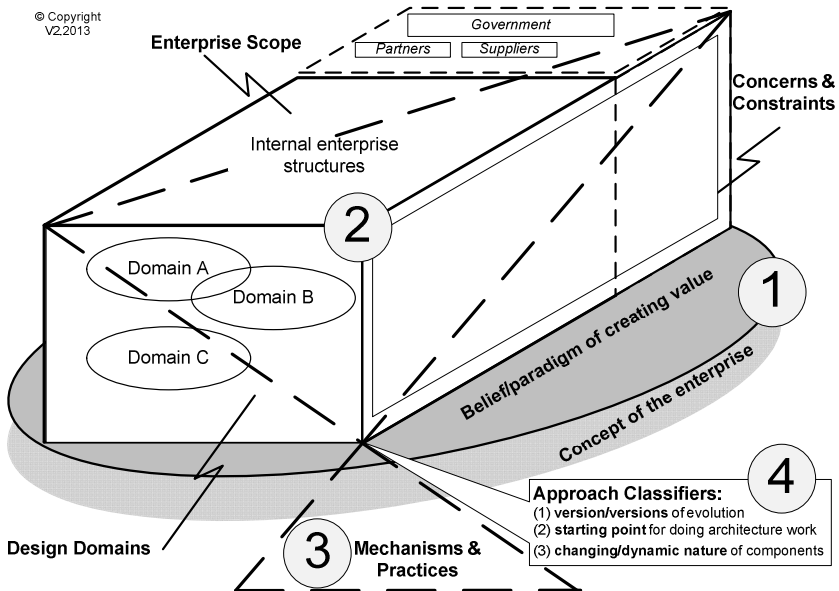 © Copyright
V2,2013
Government
Partners
Suppliers
Enterprise Scope
Concerns &
Constraints
Internal enterprise
structures
2
Domain A
Domain B
Domain C
1
Belief/paradigm of creating value
Concept of the enterprise
4
Approach Classifiers:
(1) version/versions of evolution
(2) starting point for doing architecture work
(3) changing/dynamic nature of components
Design Domains
3
Mechanisms &
Practices